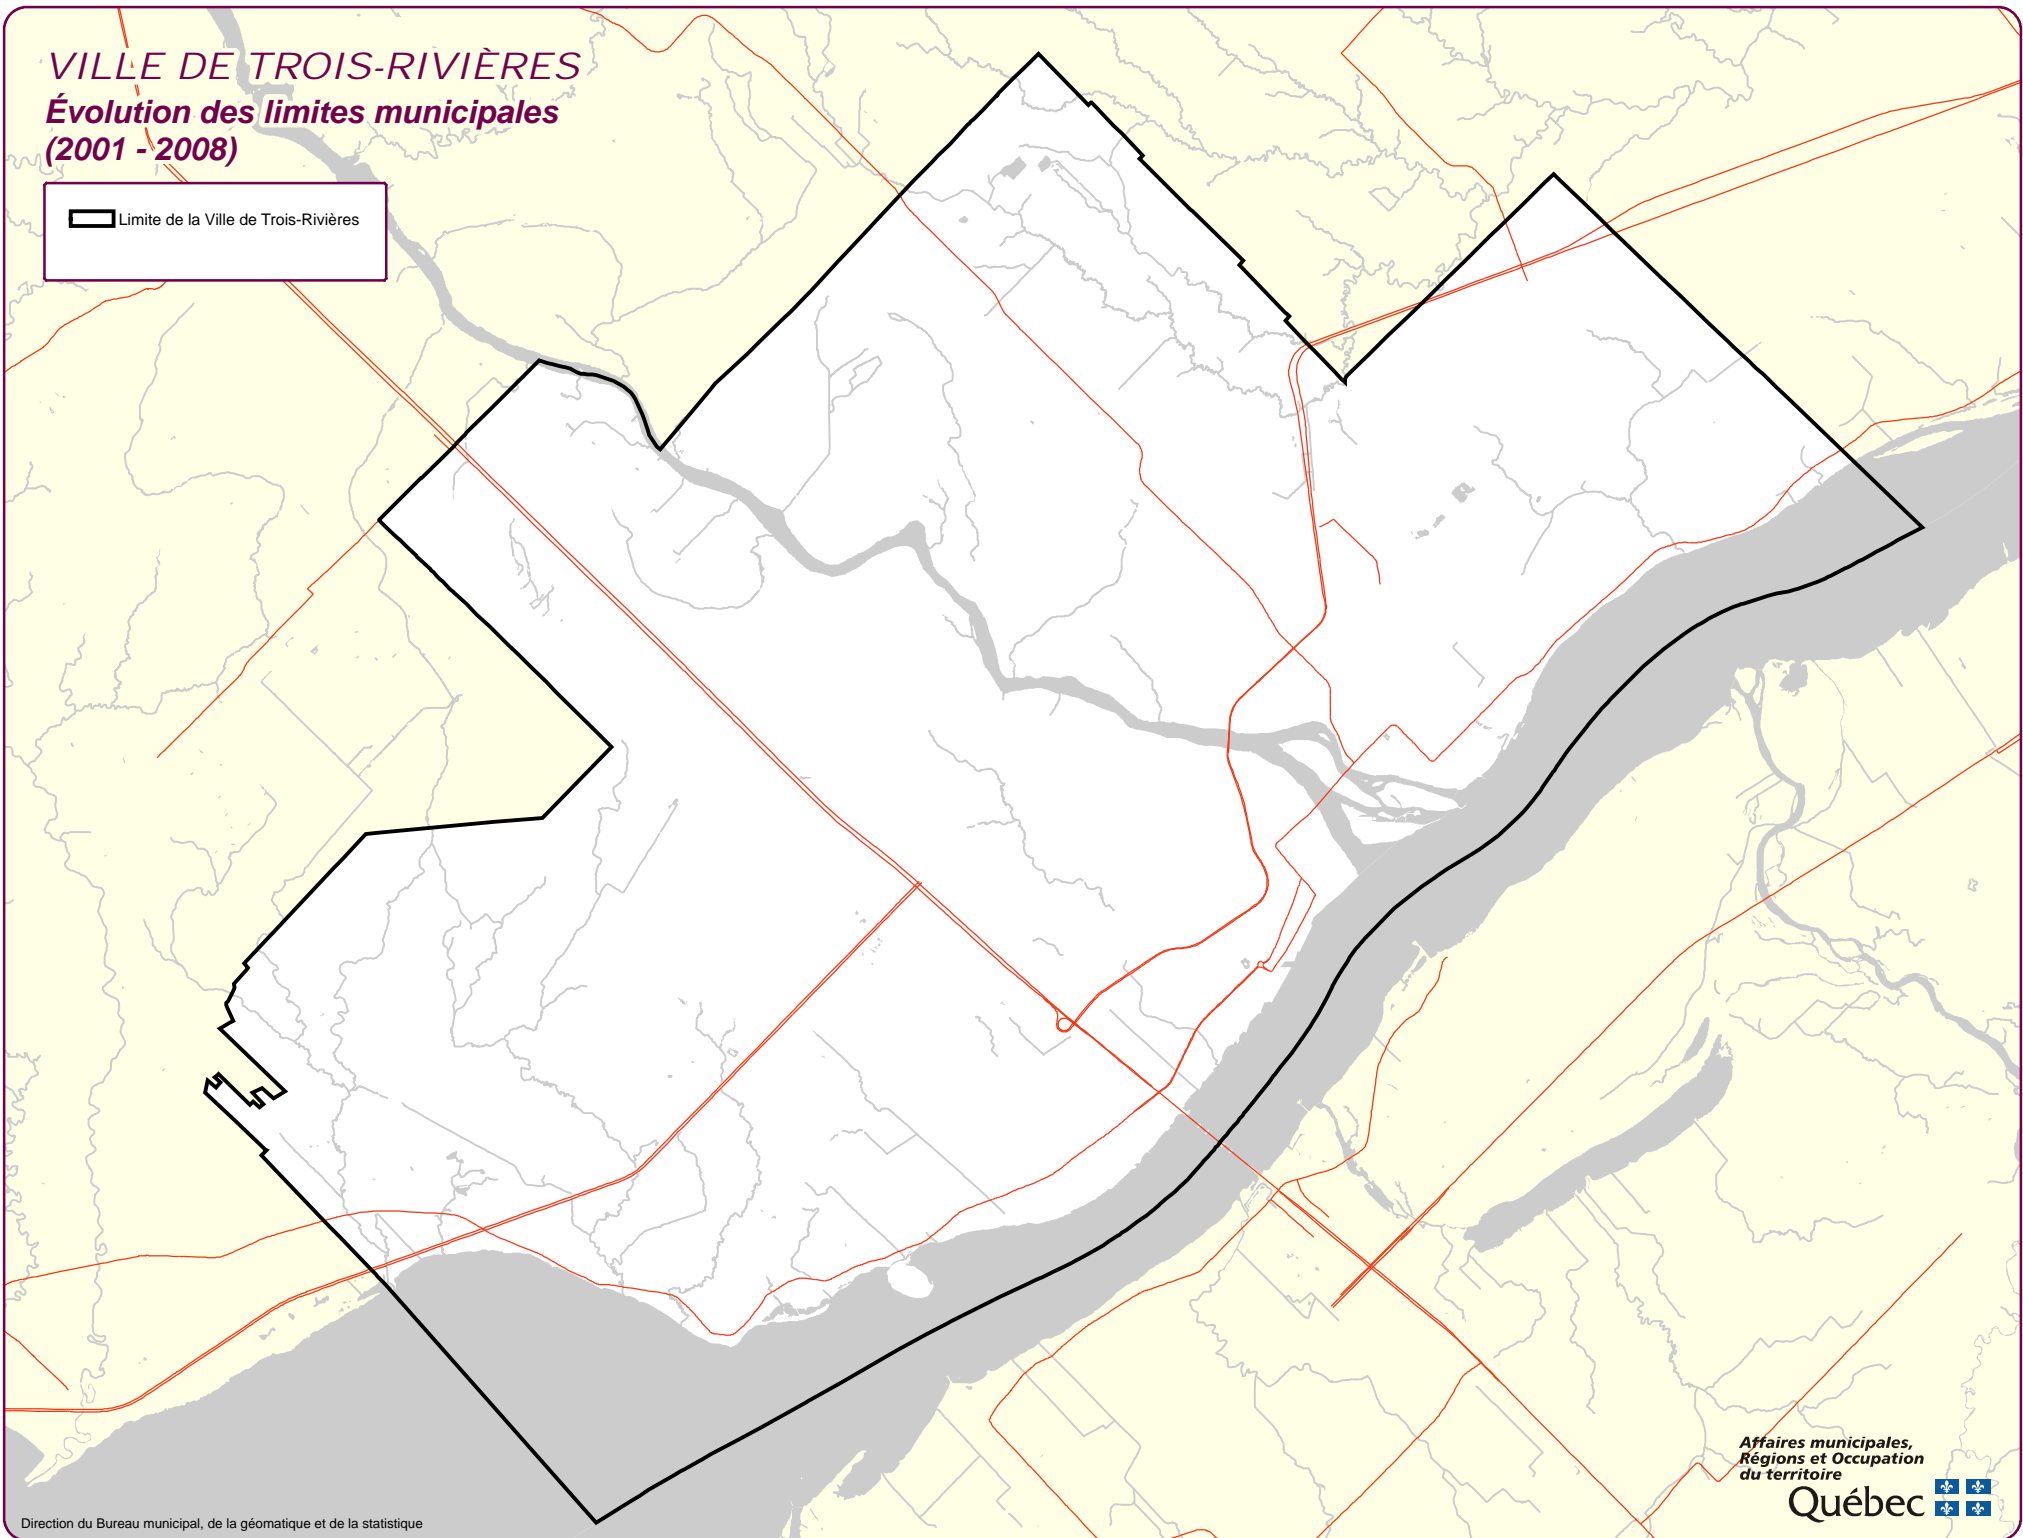 VILLE DE TROIS-RIVIÈRES
Évolution des limites municipales
(2001 - 2008)
Limite de la Ville de Trois-Rivières
Affaires municipales,
Régions et Occupation
du territoire
Québec
Direction du Bureau municipal, de la géomatique et de la statistique